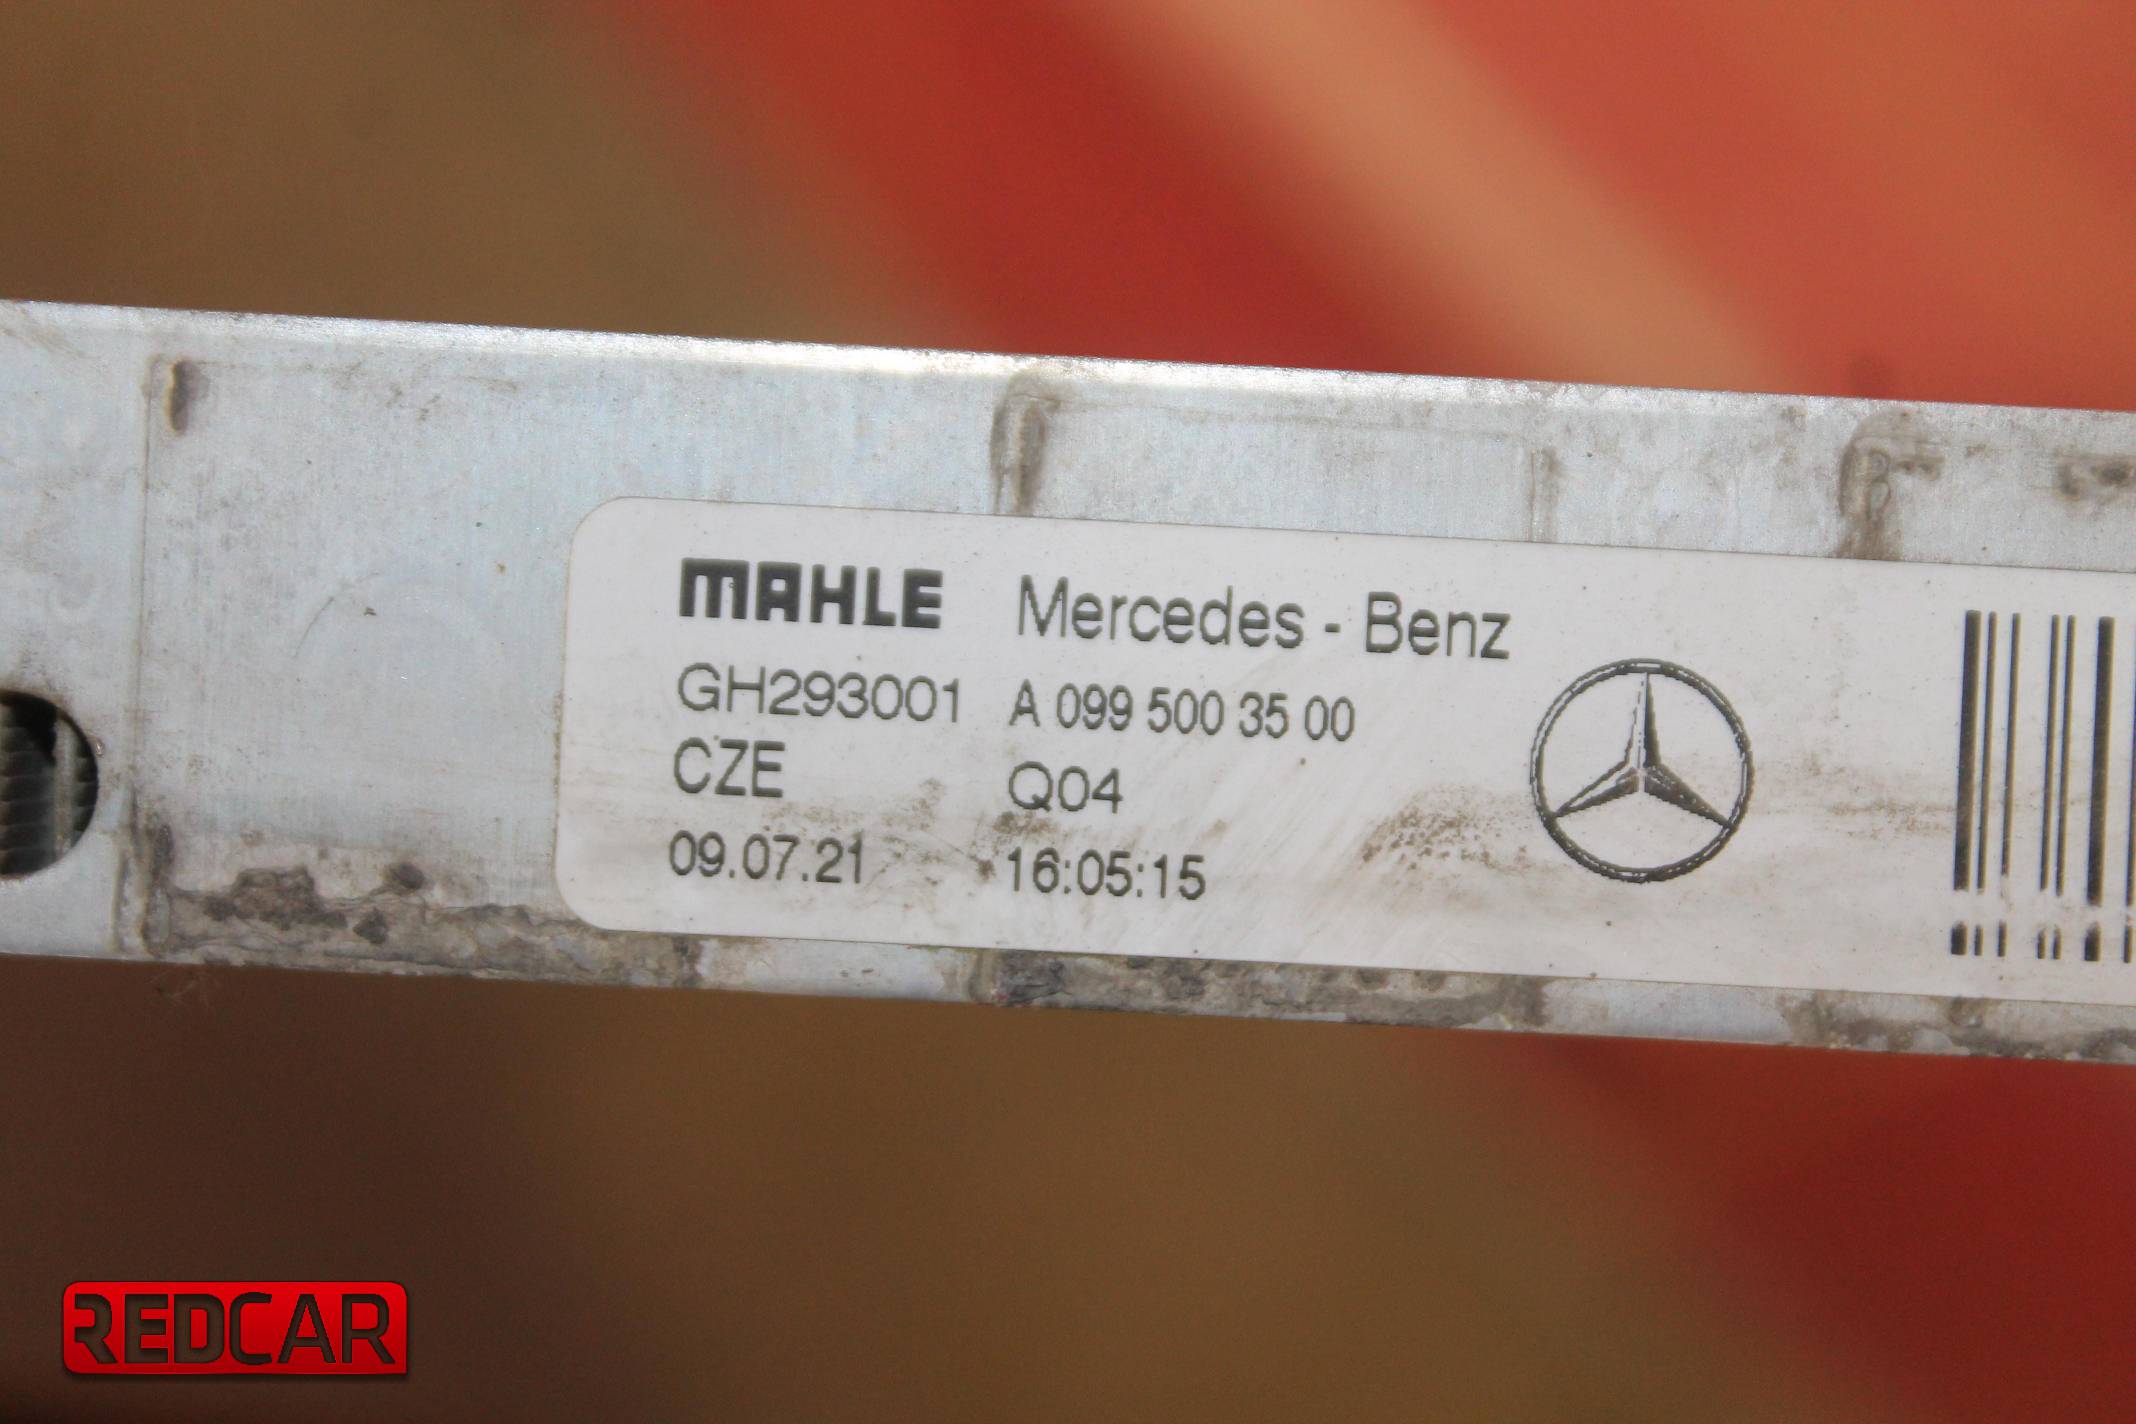 MAHLE Mercedes - Benz
GH293001 A 099 500 35 00
CZE Q04
09.07.21 16:05:15
REDCAR